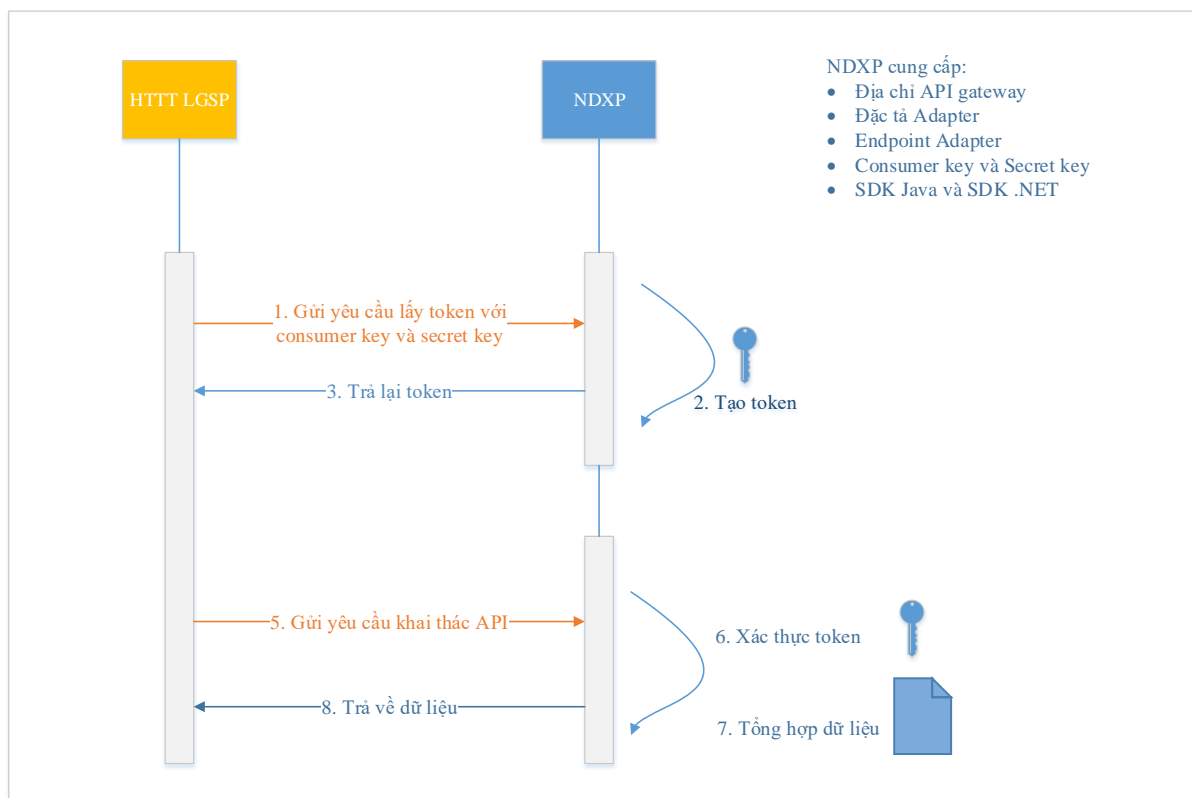 HTTT LGSP
NDXP
NDXP cung cấp:
• Địa chỉ API gateway
• Đặc tả Adapter
• Endpoint Adapter
• Consumer key và Secret key
• SDK Java và SDK .NET
1. Gửi yêu cầu lấy token với
consumer key và secret key
3. Trả lại token
2. Tạo token
5. Gửi yêu cầu khai thác API
6. Xác thực token
8. Trả về dữ liệu
7. Tổng hợp dữ liệu